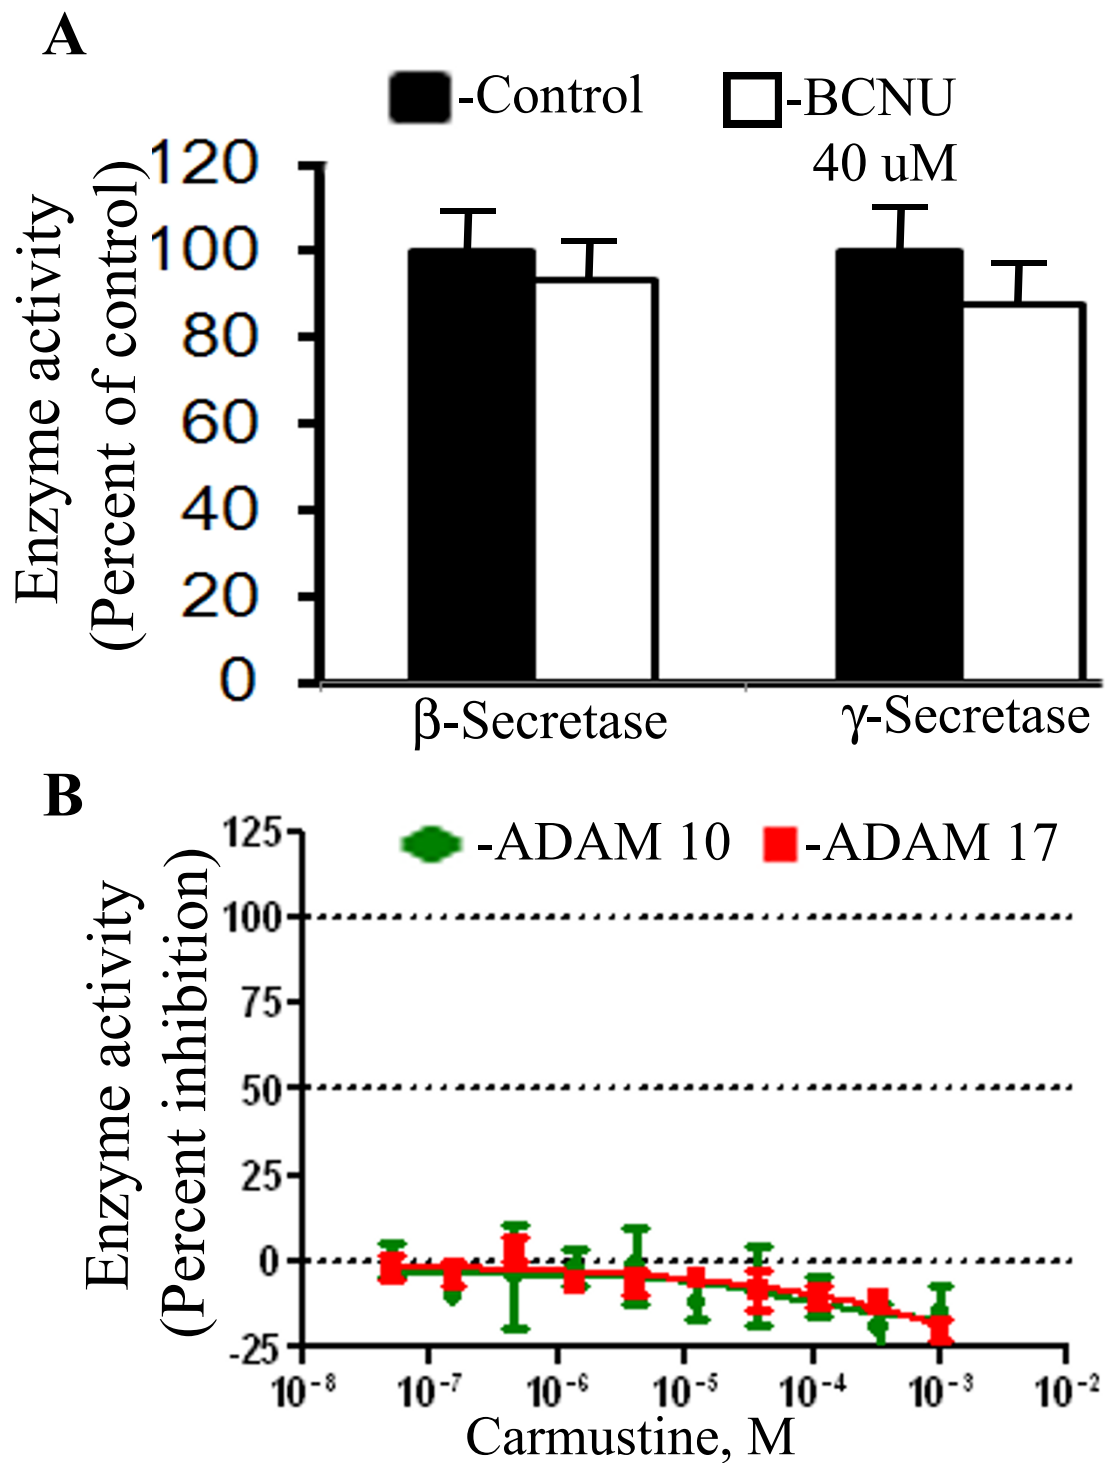 A
-Control -BCNU
40 uM
Enzyme activity
(Percent of control)
120
100
80
60
40
20
0
β-Secretase γ-Secretase
B
-ADAM 10 -ADAM 17
Enzyme activity
(Percent inhibition)
125
100
75
50
25
0
-25
10⁻⁸ 10⁻⁷ 10⁻⁶ 10⁻⁵ 10⁻⁴ 10⁻³ 10⁻²
Carmustine, M